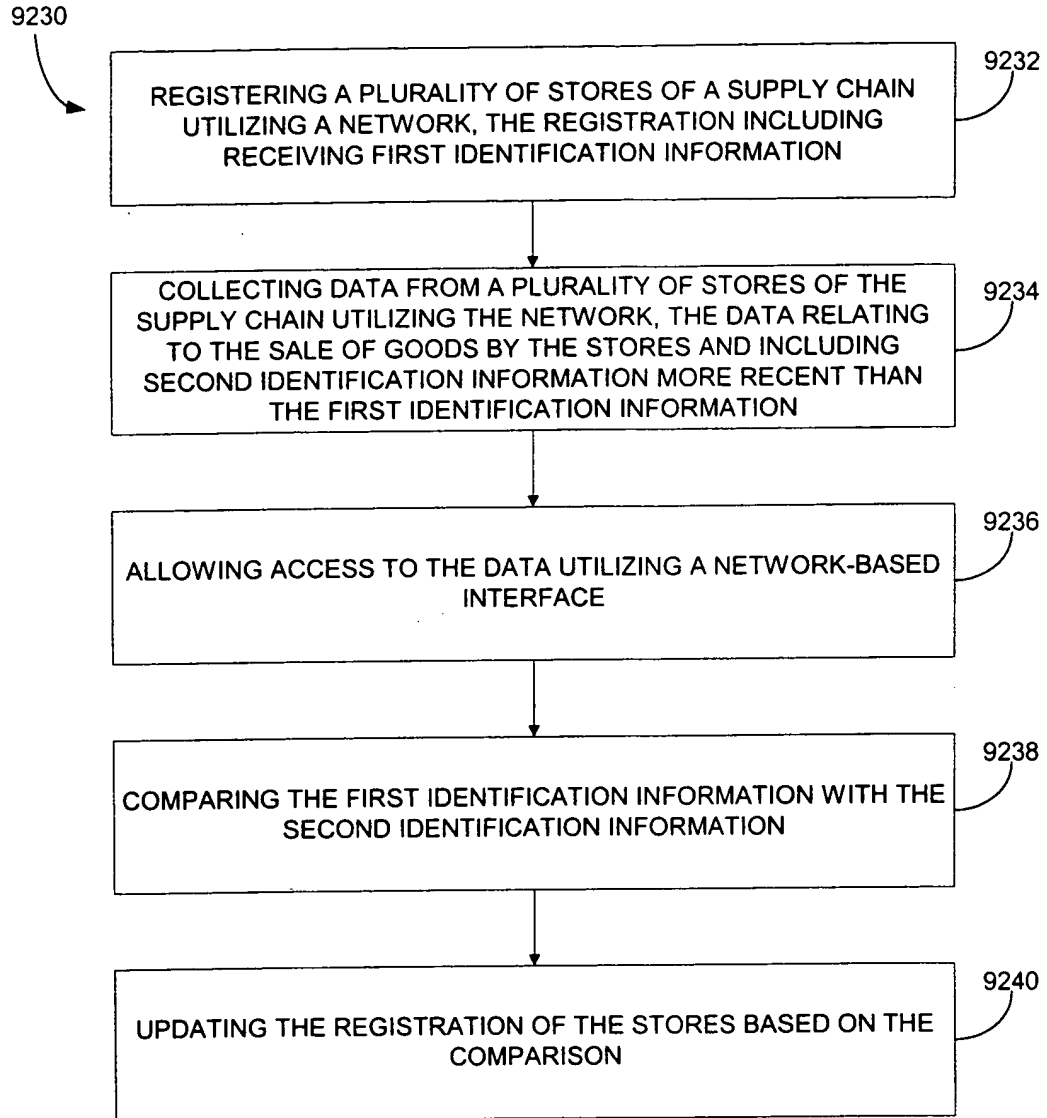 9230
9232
REGISTERING A PLURALITY OF STORES OF A SUPPLY CHAIN
UTILIZING A NETWORK, THE REGISTRATION INCLUDING
RECEIVING FIRST IDENTIFICATION INFORMATION
9234
COLLECTING DATA FROM A PLURALITY OF STORES OF THE
SUPPLY CHAIN UTILIZING THE NETWORK, THE DATA RELATING
TO THE SALE OF GOODS BY THE STORES AND INCLUDING
SECOND IDENTIFICATION INFORMATION MORE RECENT THAN
THE FIRST IDENTIFICATION INFORMATION
9236
ALLOWING ACCESS TO THE DATA UTILIZING A NETWORK-BASED
INTERFACE
9238
COMPARING THE FIRST IDENTIFICATION INFORMATION WITH THE
SECOND IDENTIFICATION INFORMATION
9240
UPDATING THE REGISTRATION OF THE STORES BASED ON THE
COMPARISON